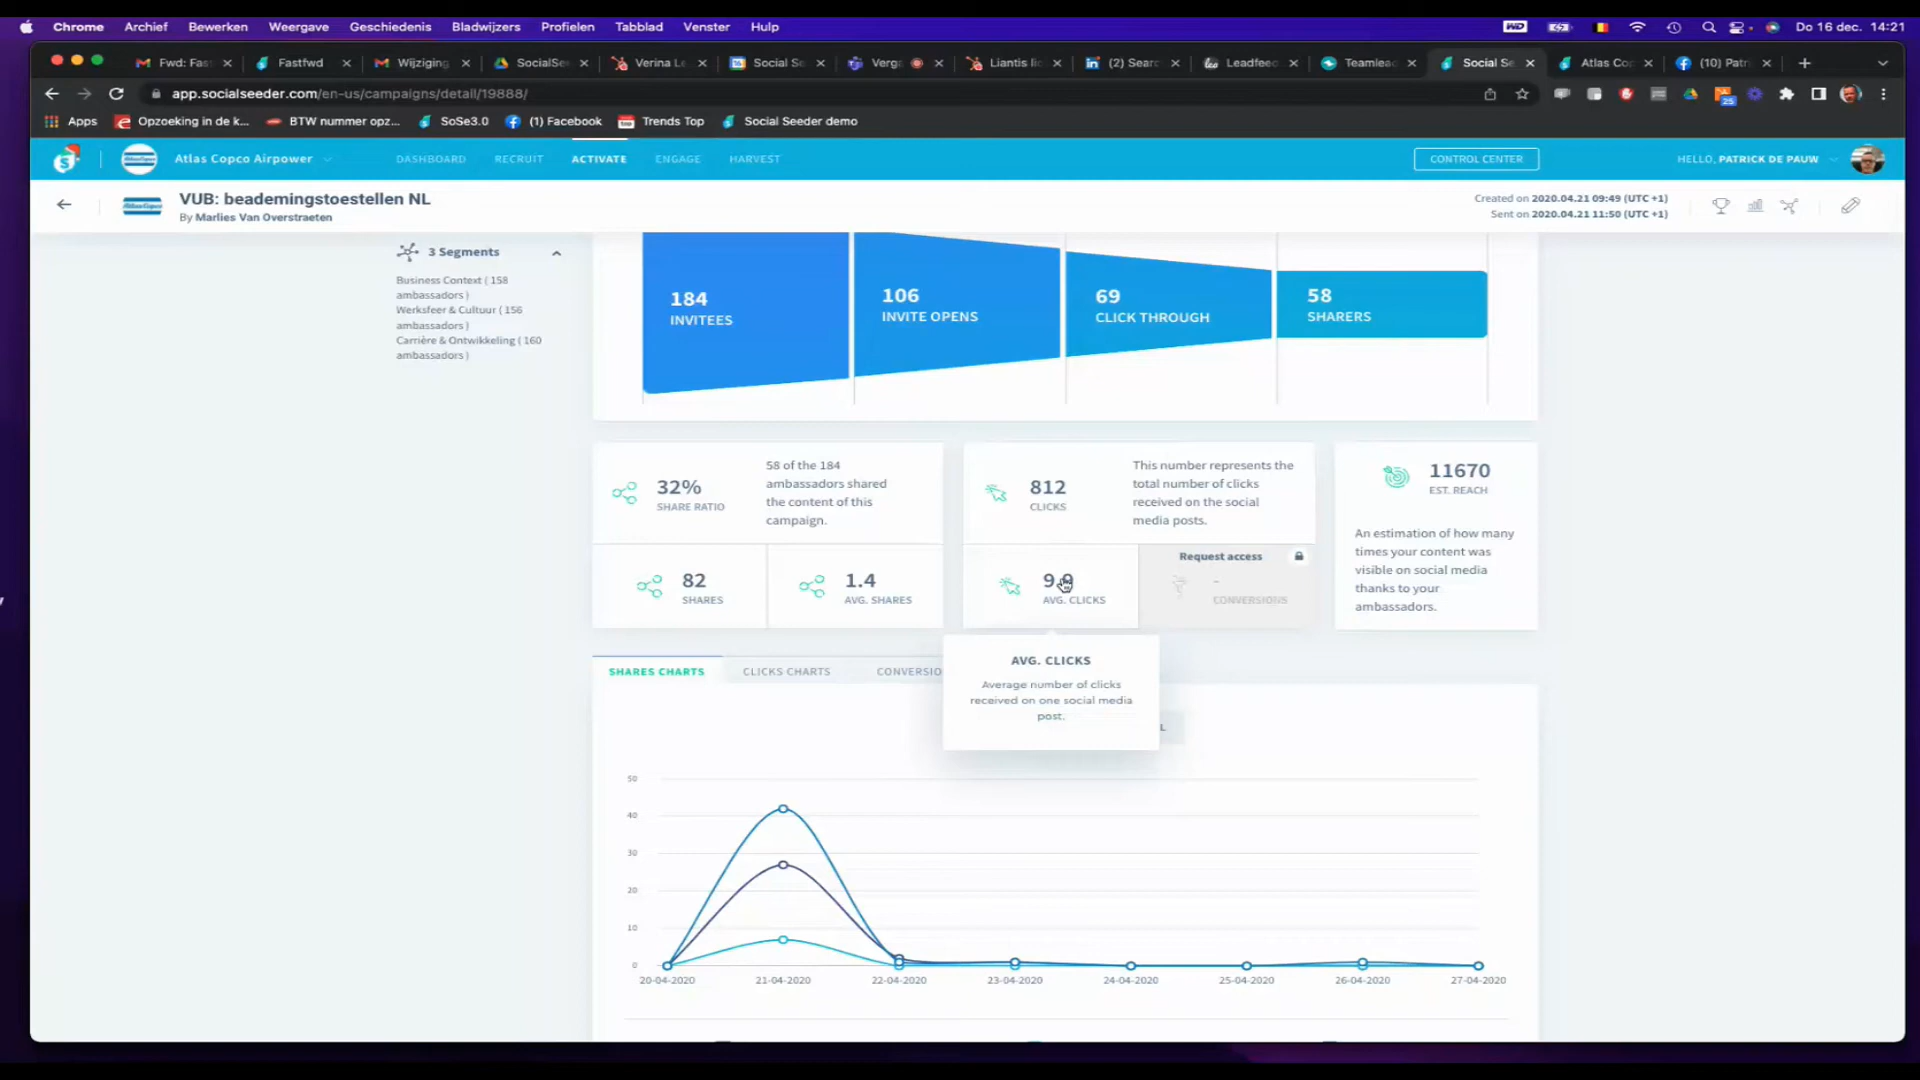 Chrome Archief Bewerken Weergave Geschiedenis Bladwijzers Profielen Tabblad Venster Hulp Do 16 dec. 14:21
Fwd: Fas Fastfwd Wijziging SocialSe Verina Le Social Se Verg Liantis lic (2) Searc Leadfee Teamlea Social Se Atlas Cop (10) Patri
app.socialseeder.com/en-us/campaigns/detail/19888/
Apps Opzoeking in de k... BTW nummer opz... SoSe3.0 (1) Facebook Trends Top Social Seeder demo
Atlas Copco Airpower DASHBOARD RECRUIT ACTIVATE ENGAGE HARVEST CONTROL CENTER HELLO, PATRICK DE PAUW
VUB: beademingstoestellen NL
By Marlies Van Overstraeten
Created on 2020.04.21 09:49 (UTC +1)
Sent on 2020.04.21 11:50 (UTC +1)
3 Segments
Business Context ( 158
ambassadors )
Werksfeer & Cultuur ( 156
ambassadors )
Carrière & Ontwikkeling ( 160
ambassadors )
184
INVITEES
106
INVITE OPENS
69
CLICK THROUGH
58
SHARERS
32%
SHARE RATIO
58 of the 184
ambassadors shared
the content of this
campaign.
82
SHARES
1.4
AVG. SHARES
812
CLICKS
This number represents the
total number of clicks
received on the social
media posts.
9.9
AVG. CLICKS
Request access
-
CONVERSIONS
11670
EST. REACH
An estimation of how many
times your content was
visible on social media
thanks to your
ambassadors.
SHARES CHARTS CLICKS CHARTS CONVERSIO
AVG. CLICKS
Average number of clicks
received on one social media
post.
L
50
40
30
20
10
0
20-04-2020 21-04-2020 22-04-2020 23-04-2020 24-04-2020 25-04-2020 26-04-2020 27-04-2020